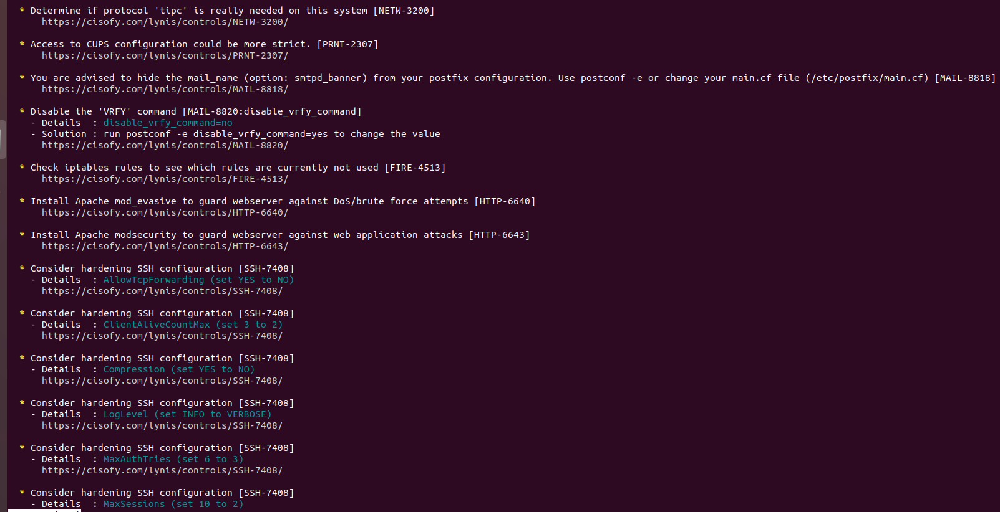 * Determine if protocol 'tipc' is really needed on this system [NETW-3200]
https://cisofy.com/lynis/controls/NETW-3200/
* Access to CUPS configuration could be more strict. [PRNT-2307]
https://cisofy.com/lynis/controls/PRNT-2307/
* You are advised to hide the mail_name (option: smtpd_banner) from your postfix configuration. Use postconf -e or change your main.cf file (/etc/postfix/main.cf) [MAIL-8818]
https://cisofy.com/lynis/controls/MAIL-8818/
* Disable the 'VRFY' command [MAIL-8820:disable_vrfy_command]
- Details  : disable_vrfy_command=no
- Solution : run postconf -e disable_vrfy_command=yes to change the value
https://cisofy.com/lynis/controls/MAIL-8820/
* Check iptables rules to see which rules are currently not used [FIRE-4513]
https://cisofy.com/lynis/controls/FIRE-4513/
* Install Apache mod_evasive to guard webserver against DoS/brute force attempts [HTTP-6640]
https://cisofy.com/lynis/controls/HTTP-6640/
* Install Apache modsecurity to guard webserver against web application attacks [HTTP-6643]
https://cisofy.com/lynis/controls/HTTP-6643/
* Consider hardening SSH configuration [SSH-7408]
- Details  : AllowTcpForwarding (set YES to NO)
https://cisofy.com/lynis/controls/SSH-7408/
* Consider hardening SSH configuration [SSH-7408]
- Details  : ClientAliveCountMax (set 3 to 2)
https://cisofy.com/lynis/controls/SSH-7408/
* Consider hardening SSH configuration [SSH-7408]
- Details  : Compression (set YES to NO)
https://cisofy.com/lynis/controls/SSH-7408/
* Consider hardening SSH configuration [SSH-7408]
- Details  : LogLevel (set INFO to VERBOSE)
https://cisofy.com/lynis/controls/SSH-7408/
* Consider hardening SSH configuration [SSH-7408]
- Details  : MaxAuthTries (set 6 to 3)
https://cisofy.com/lynis/controls/SSH-7408/
* Consider hardening SSH configuration [SSH-7408]
- Details  : MaxSessions (set 10 to 2)